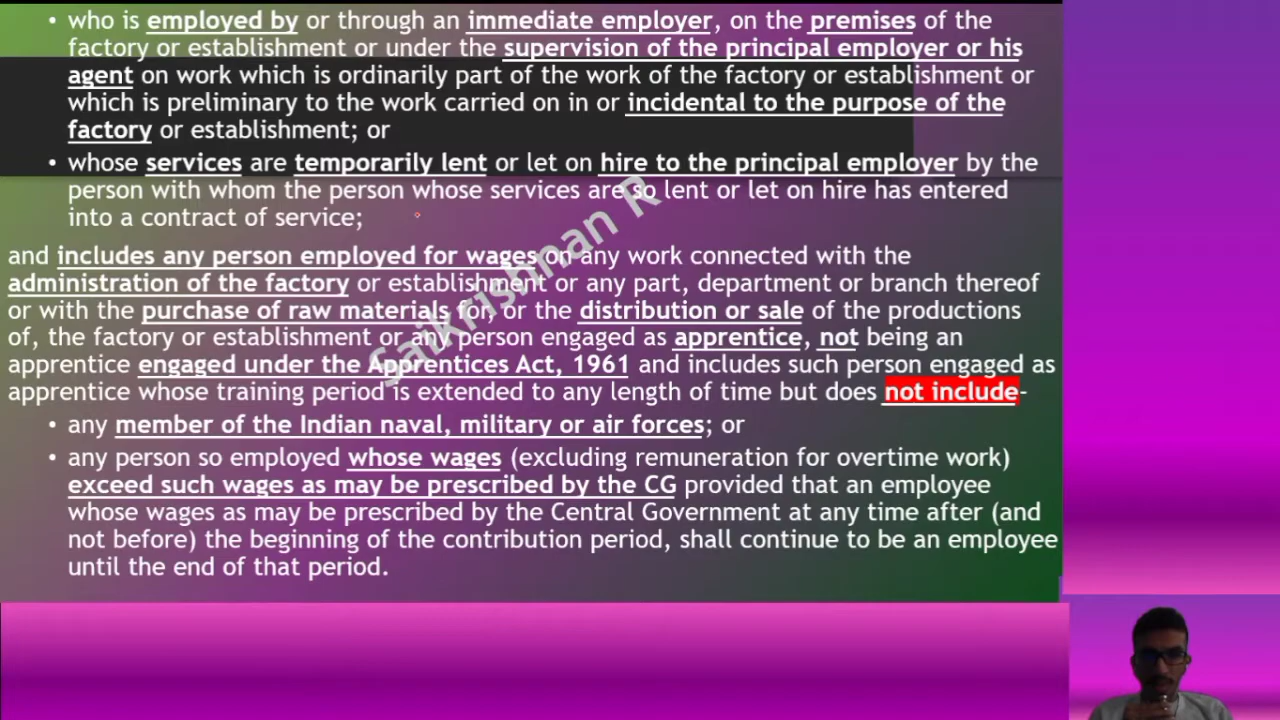 • who is employed by or through an immediate employer, on the premises of the
factory or establishment or under the supervision of the principal employer or his
agent on work which is ordinarily part of the work of the factory or establishment or
which is preliminary to the work carried on in or incidental to the purpose of the
factory or establishment; or
• whose services are temporarily lent or let on hire to the principal employer by the
person with whom the person whose services are so lent or let on hire has entered
into a contract of service;
and includes any person employed for wages on any work connected with the
administration of the factory or establishment or any part, department or branch thereof
or with the purchase of raw materials for, or the distribution or sale of the productions
of, the factory or establishment or any person engaged as apprentice, not being an
apprentice engaged under the Apprentices Act, 1961 and includes such person engaged as
apprentice whose training period is extended to any length of time but does not include-
• any member of the Indian naval, military or air forces; or
• any person so employed whose wages (excluding remuneration for overtime work)
exceed such wages as may be prescribed by the CG provided that an employee
whose wages as may be prescribed by the Central Government at any time after (and
not before) the beginning of the contribution period, shall continue to be an employee
until the end of that period.
Saikrishnan R